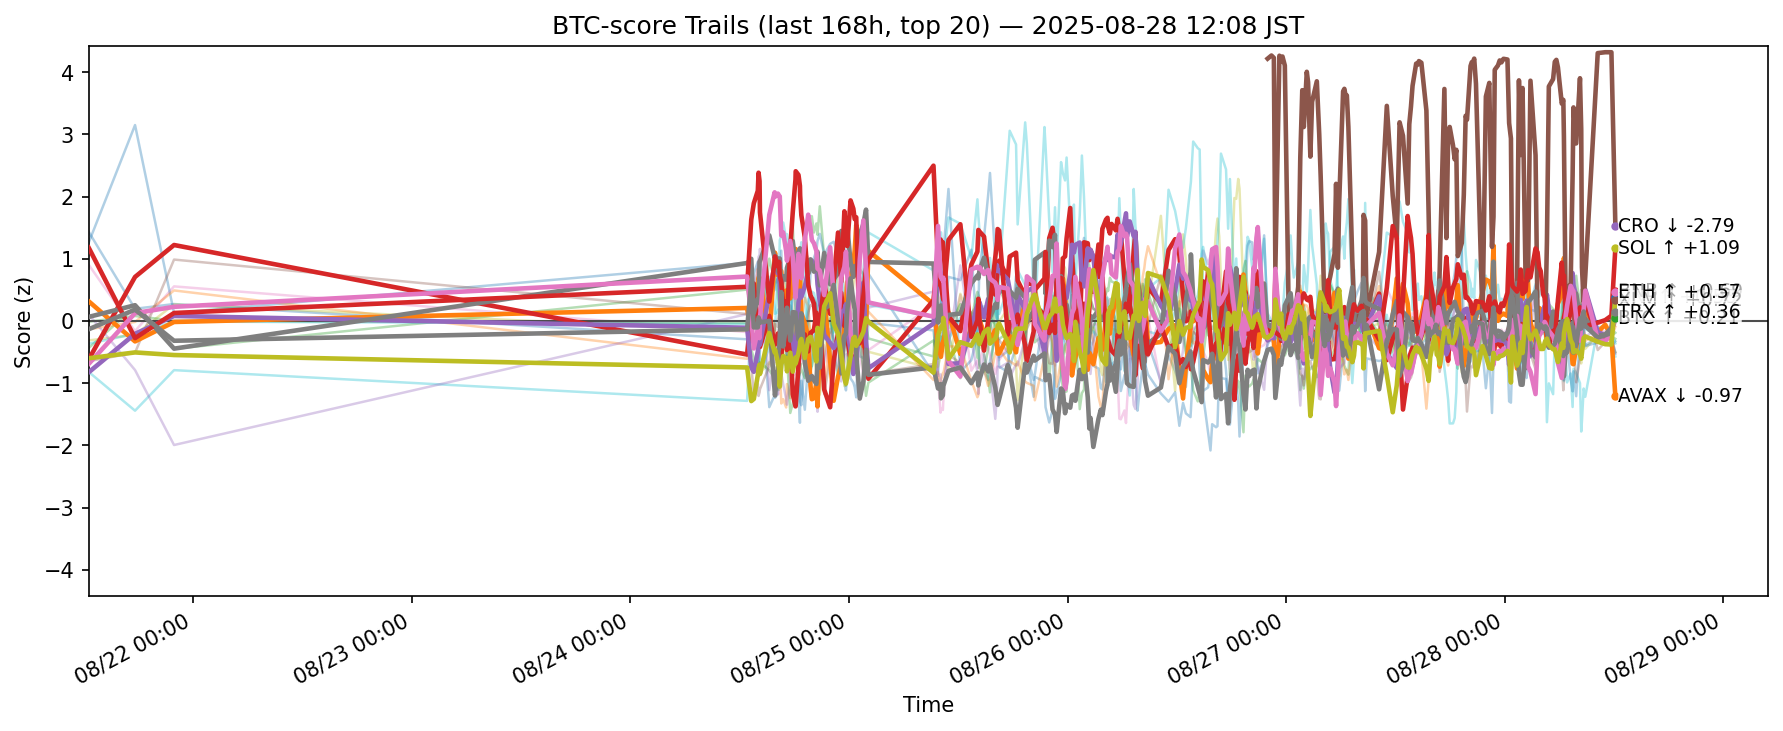 BTC-score Trails (last 168h, top 20) — 2025-08-28 12:08 JST
Score (z)
4
3
2
1
0
−1
−2
−3
−4
CRO ↓ -2.79
SOL ↑ +1.09
ETH ↑ +0.57
TRX ↑ +0.36
BTC ↑ +0.21
AVAX ↓ -0.97
08/22 00:00
08/23 00:00
08/24 00:00
08/25 00:00
08/26 00:00
08/27 00:00
08/28 00:00
08/29 00:00
Time